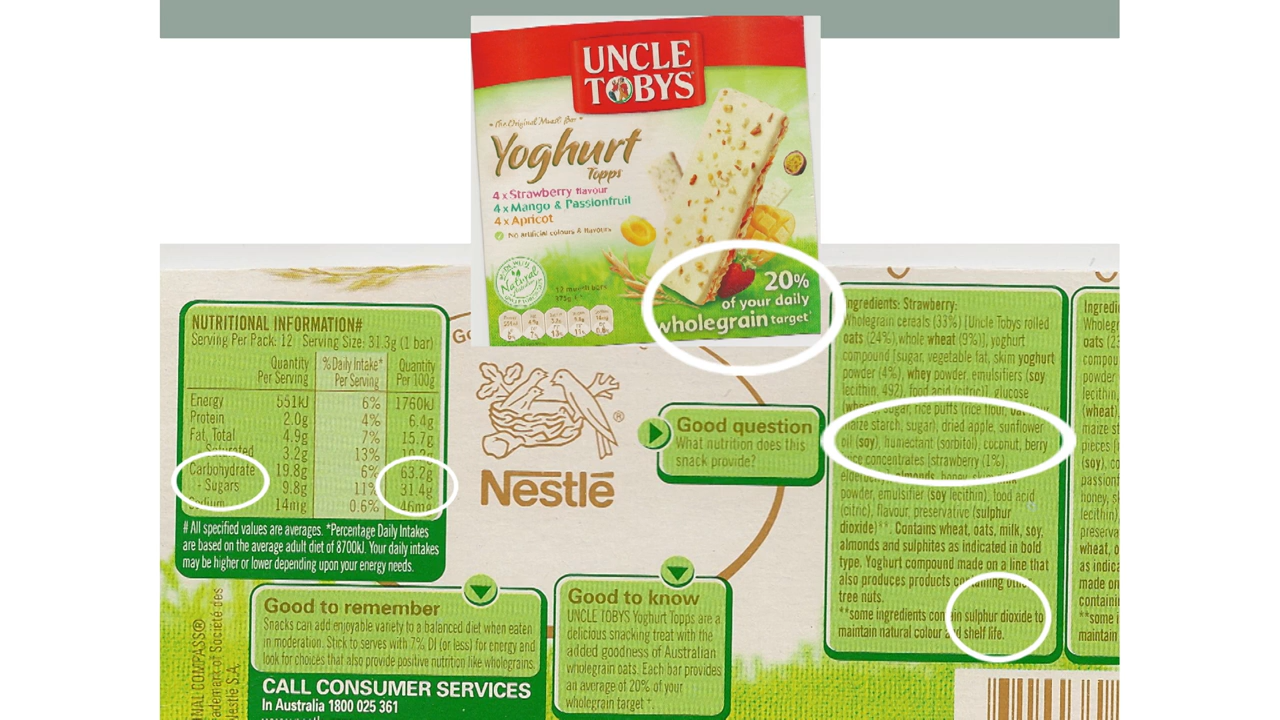 UNCLE
TOBYS
The Original Muesli Bar
Yoghurt
Topps
4 x Strawberry flavour
4 x Mango & Passionfruit
4 x Apricot
No artificial colours & flavours
Natural
20%
of your daily
wholegrain target
NUTRITIONAL INFORMATION#
Serving Per Pack: 12 Serving Size: 31.3g (1 bar)
Quantity Per Serving %Daily Intake* Per Serving Quantity Per 100g
Energy 551kJ 6% 1760kJ
Protein 2.0g 4% 6.4g
Fat, Total 4.9g 7% 15.7g
3.2g 13%
Carbohydrate 19.8g 6% 63.2g
- Sugars 9.8g 11% 31.4g
14mg 0.6% 16mg
# All specified values are averages. *Percentage Daily Intakes
are based on the average adult diet of 8700kJ. Your daily intakes
may be higher or lower depending upon your energy needs.
Nestlé
®
Good question
What nutrition does this
snack provide?
Good to remember
Snacks can add enjoyable variety to a balanced diet when eaten
in moderation. Stick to serves with 7% DI (or less) for energy and
look for choices that also provide positive nutrition like wholegrains.
CALL CONSUMER SERVICES
In Australia 1800 025 361
Good to know
UNCLE TOBYS Yoghurt Topps are a
delicious snacking treat with the
added goodness of Australian
wholegrain oats. Each bar provides
an average of 20% of your
wholegrain target
Ingredients: Strawberry:
Wholegrain cereals (33%) [Uncle Tobys rolled
oats (24%), whole wheat (9%)], yoghurt
compound [sugar, vegetable fat, skim yoghurt
powder (4%), whey powder, emulsifiers (soy
lecithin, 492), food acid (citric)], glucose
sugar, rice puffs (rice flour,
maize starch, sugar), dried apple, sunflower
oil (soy), humectant (sorbitol), coconut, berry
juice concentrates [strawberry (1%),
almonds, honey,
powder, emulsifier (soy lecithin), food acid
(citric), flavour, preservative (sulphur
dioxide)**. Contains wheat, oats, milk, soy,
almonds and sulphites as indicated in bold
type. Yoghurt compound made on a line that
also produces products containing other
tree nuts.
**some ingredients contain sulphur dioxide to
maintain natural colour and shelf life.